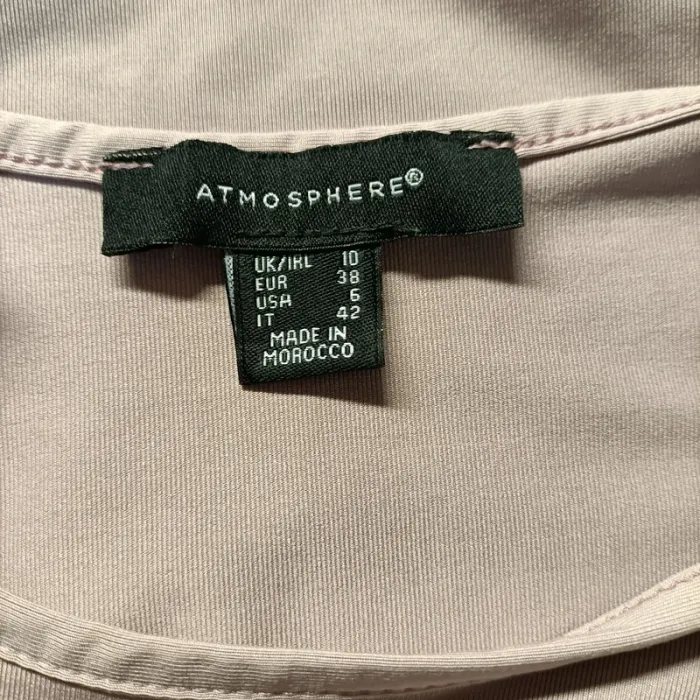 ATMOSPHERE®
UK/IRL 10
EUR 38
USA 6
IT 42
MADE IN
MOROCCO